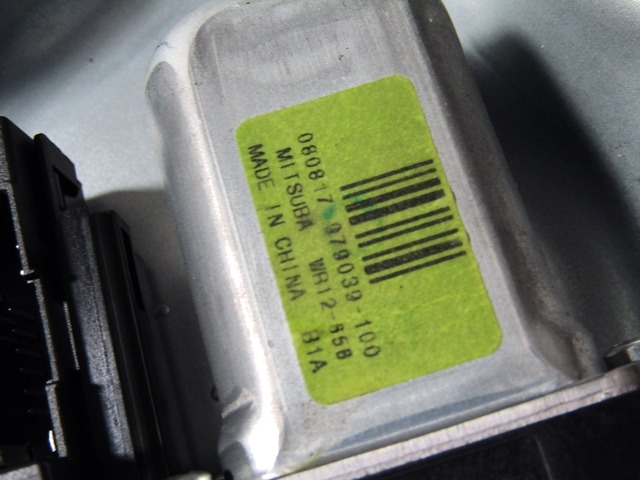 080817 979039-100
MITSUBA WR12-858
MADE IN CHINA B1A